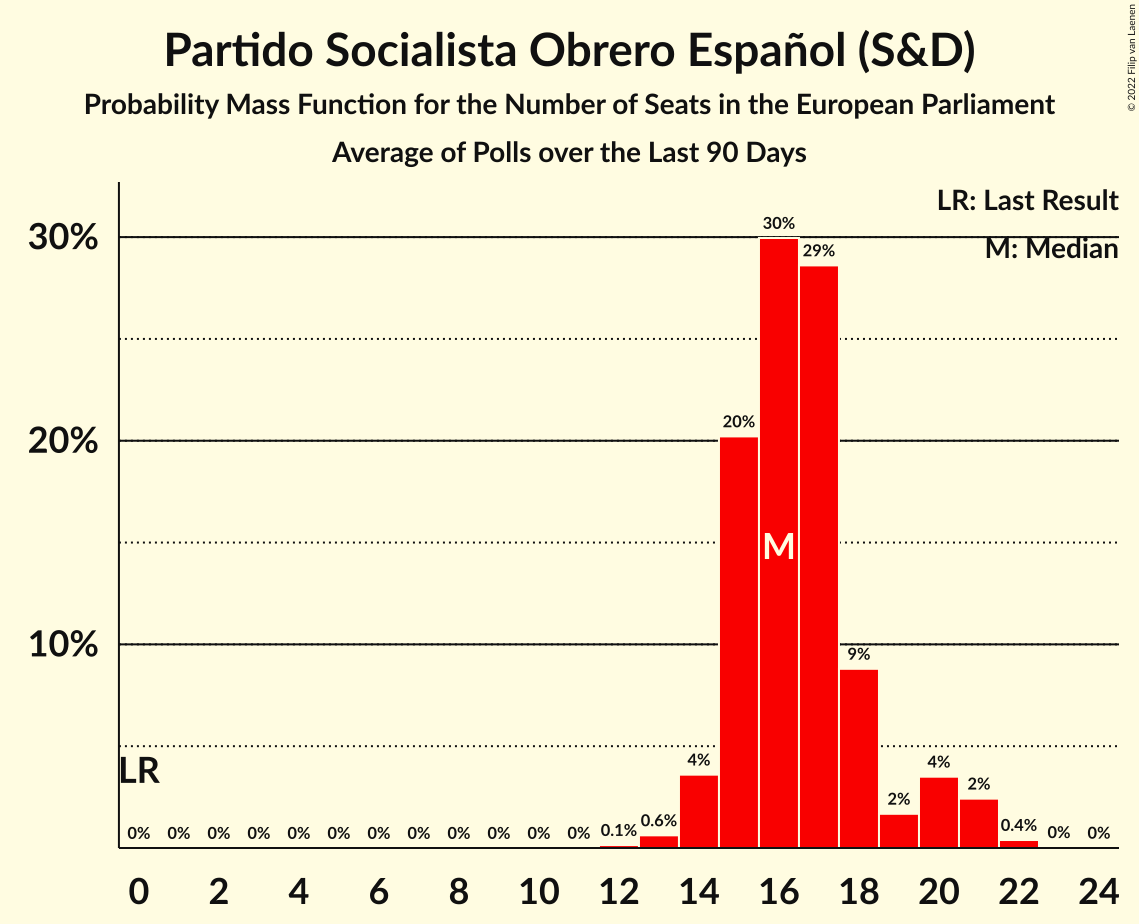 Partido Socialista Obrero Español (S&D)
Probability Mass Function for the Number of Seats in the European Parliament
Average of Polls over the Last 90 Days
© 2022 Filip van Laenen
LR: Last Result
M: Median
30%
20%
10%
30%
29%
20%
M
9%
LR
4%
4%
2%
2%
0% 0% 0% 0% 0% 0% 0% 0% 0% 0% 0% 0% 0.1% 0.6% 0.4% 0% 0%
0 2 4 6 8 10 12 14 16 18 20 22 24